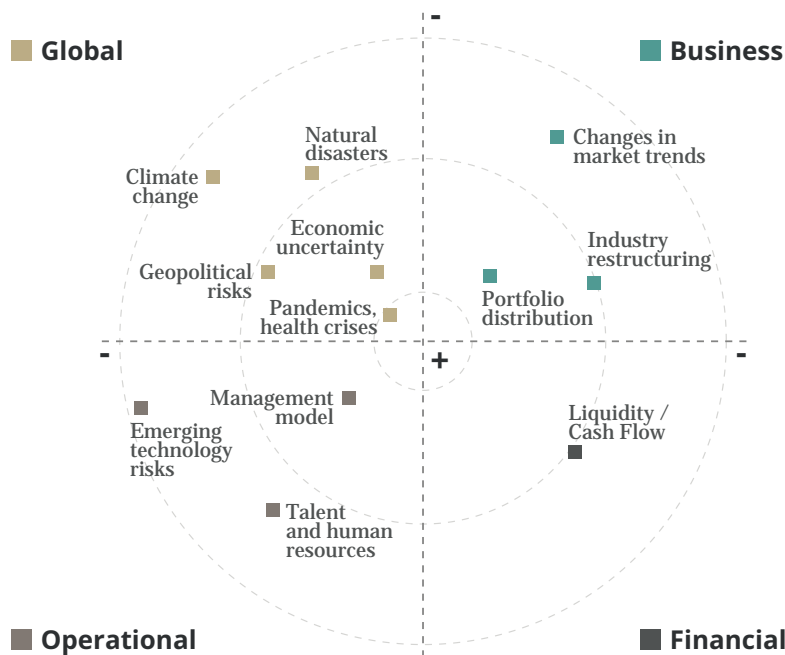 -
Global
Business
Natural
disasters
Changes in
market trends
Climate
change
Economic
uncertainty
Industry
restructuring
Geopolitical
risks
Portfolio
distribution
Pandemics,
health crises
-
+
-
Management
model
Liquidity /
Cash Flow
Emerging
technology
risks
Talent
and human
resources
Operational
Financial